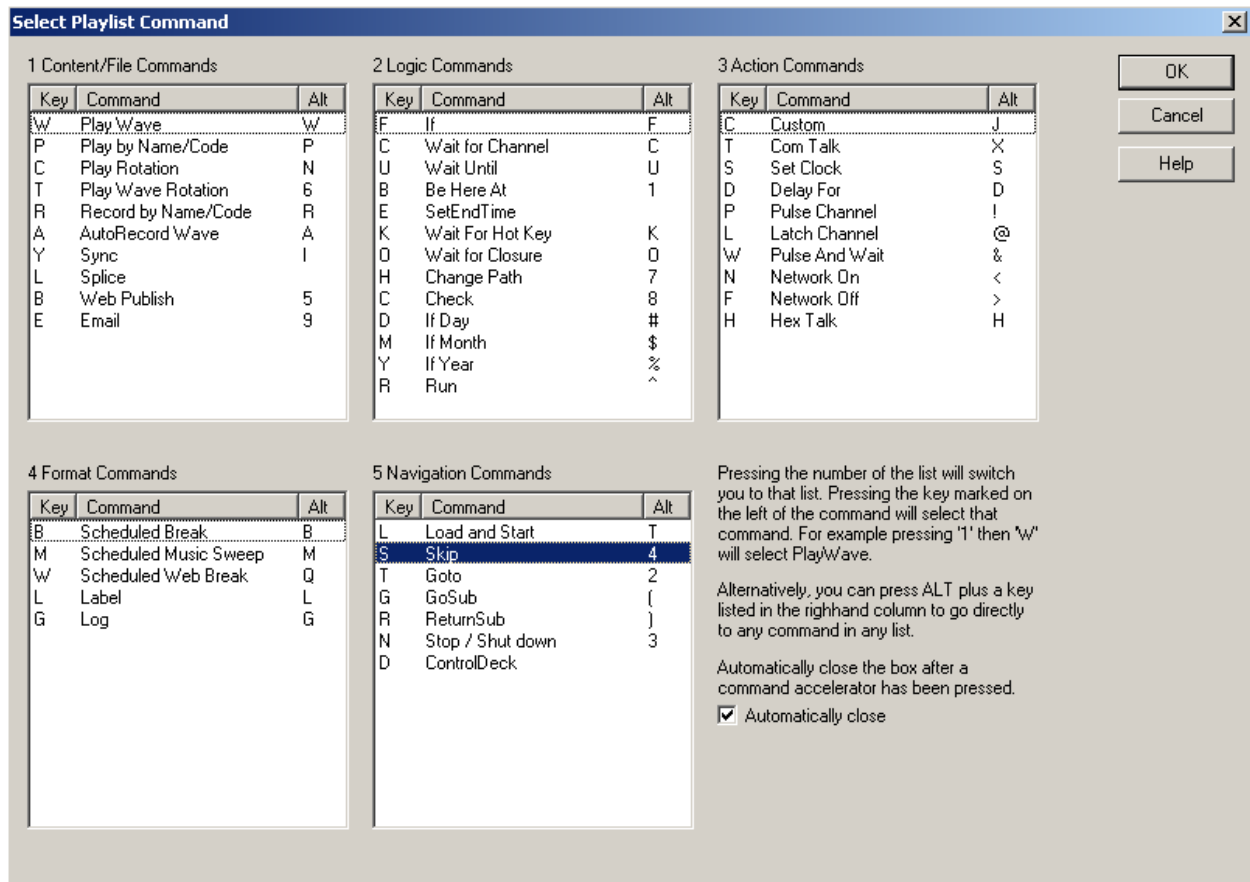 Select Playlist Command
1 Content/File Commands
Key Command Alt
W Play Wave W
P Play by Name/Code P
C Play Rotation N
T Play Wave Rotation 6
R Record by Name/Code R
A AutoRecord Wave A
Y Sync I
L Splice
B Web Publish 5
E Email 9
2 Logic Commands
Key Command Alt
F If F
C Wait for Channel C
U Wait Until U
B Be Here At 1
E SetEndTime
K Wait For Hot Key K
O Wait for Closure O
H Change Path 7
C Check 8
D If Day #
M If Month $
Y If Year %
R Run ^
3 Action Commands
Key Command Alt
C Custom J
T Com Talk X
S Set Clock S
D Delay For D
P Pulse Channel !
L Latch Channel @
W Pulse And Wait &
N Network On <
F Network Off >
H Hex Talk H
OK
Cancel
Help
4 Format Commands
Key Command Alt
B Scheduled Break B
M Scheduled Music Sweep M
W Scheduled Web Break Q
L Label L
G Log G
5 Navigation Commands
Key Command Alt
L Load and Start T
S Skip 4
T Goto 2
G GoSub (
R ReturnSub )
N Stop / Shut down 3
D ControlDeck
Pressing the number of the list will switch
you to that list. Pressing the key marked on
the left of the command will select that
command. For example pressing '1' then 'W'
will select PlayWave.
Alternatively, you can press ALT plus a key
listed in the righhand column to go directly
to any command in any list.
Automatically close the box after a
command accelerator has been pressed.
Automatically close